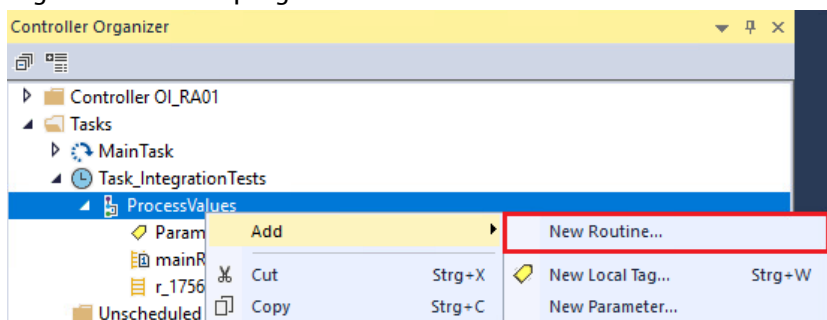 Controller Organizer
Controller OI_RA01
Tasks
MainTask
Task_IntegrationTests
ProcessValues
Param Add New Routine...
mainR
r_1756 Cut Strg+X New Local Tag... Strg+W
Unscheduled Copy Strg+C New Parameter...